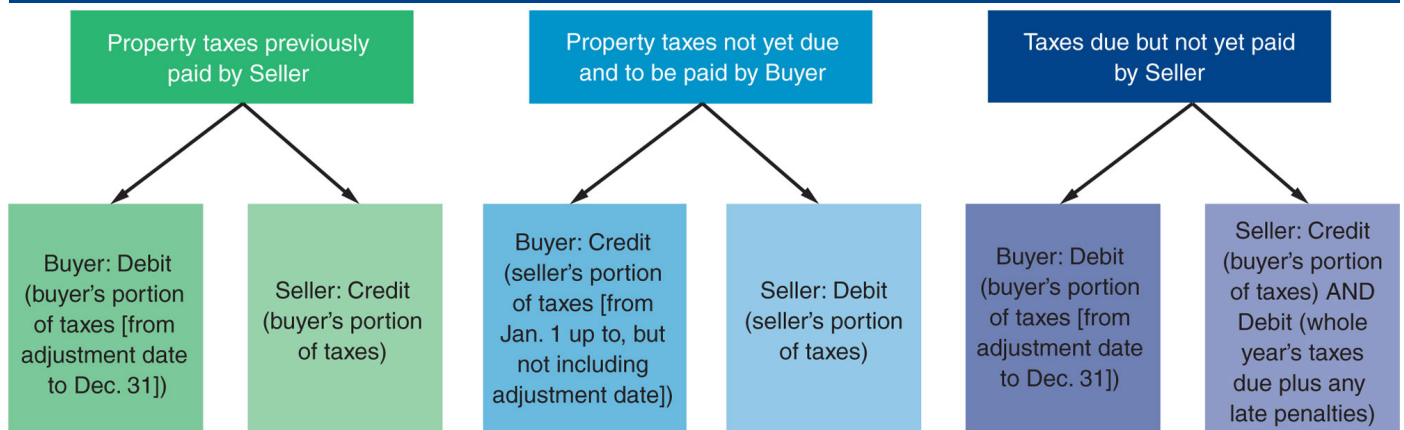 Property taxes previously
paid by Seller
Property taxes not yet due
and to be paid by Buyer
Taxes due but not yet paid
by Seller
Buyer: Debit
(buyer’s portion
of taxes [from
adjustment date
to Dec. 31])
Seller: Credit
(buyer’s portion
of taxes)
Buyer: Credit
(seller’s portion
of taxes [from
Jan. 1 up to, but
not including
adjustment date])
Seller: Debit
(seller’s portion
of taxes)
Buyer: Debit
(buyer’s portion
of taxes [from
adjustment date
to Dec. 31])
Seller: Credit
(buyer’s portion
of taxes) AND
Debit (whole
year’s taxes
due plus any
late penalties)